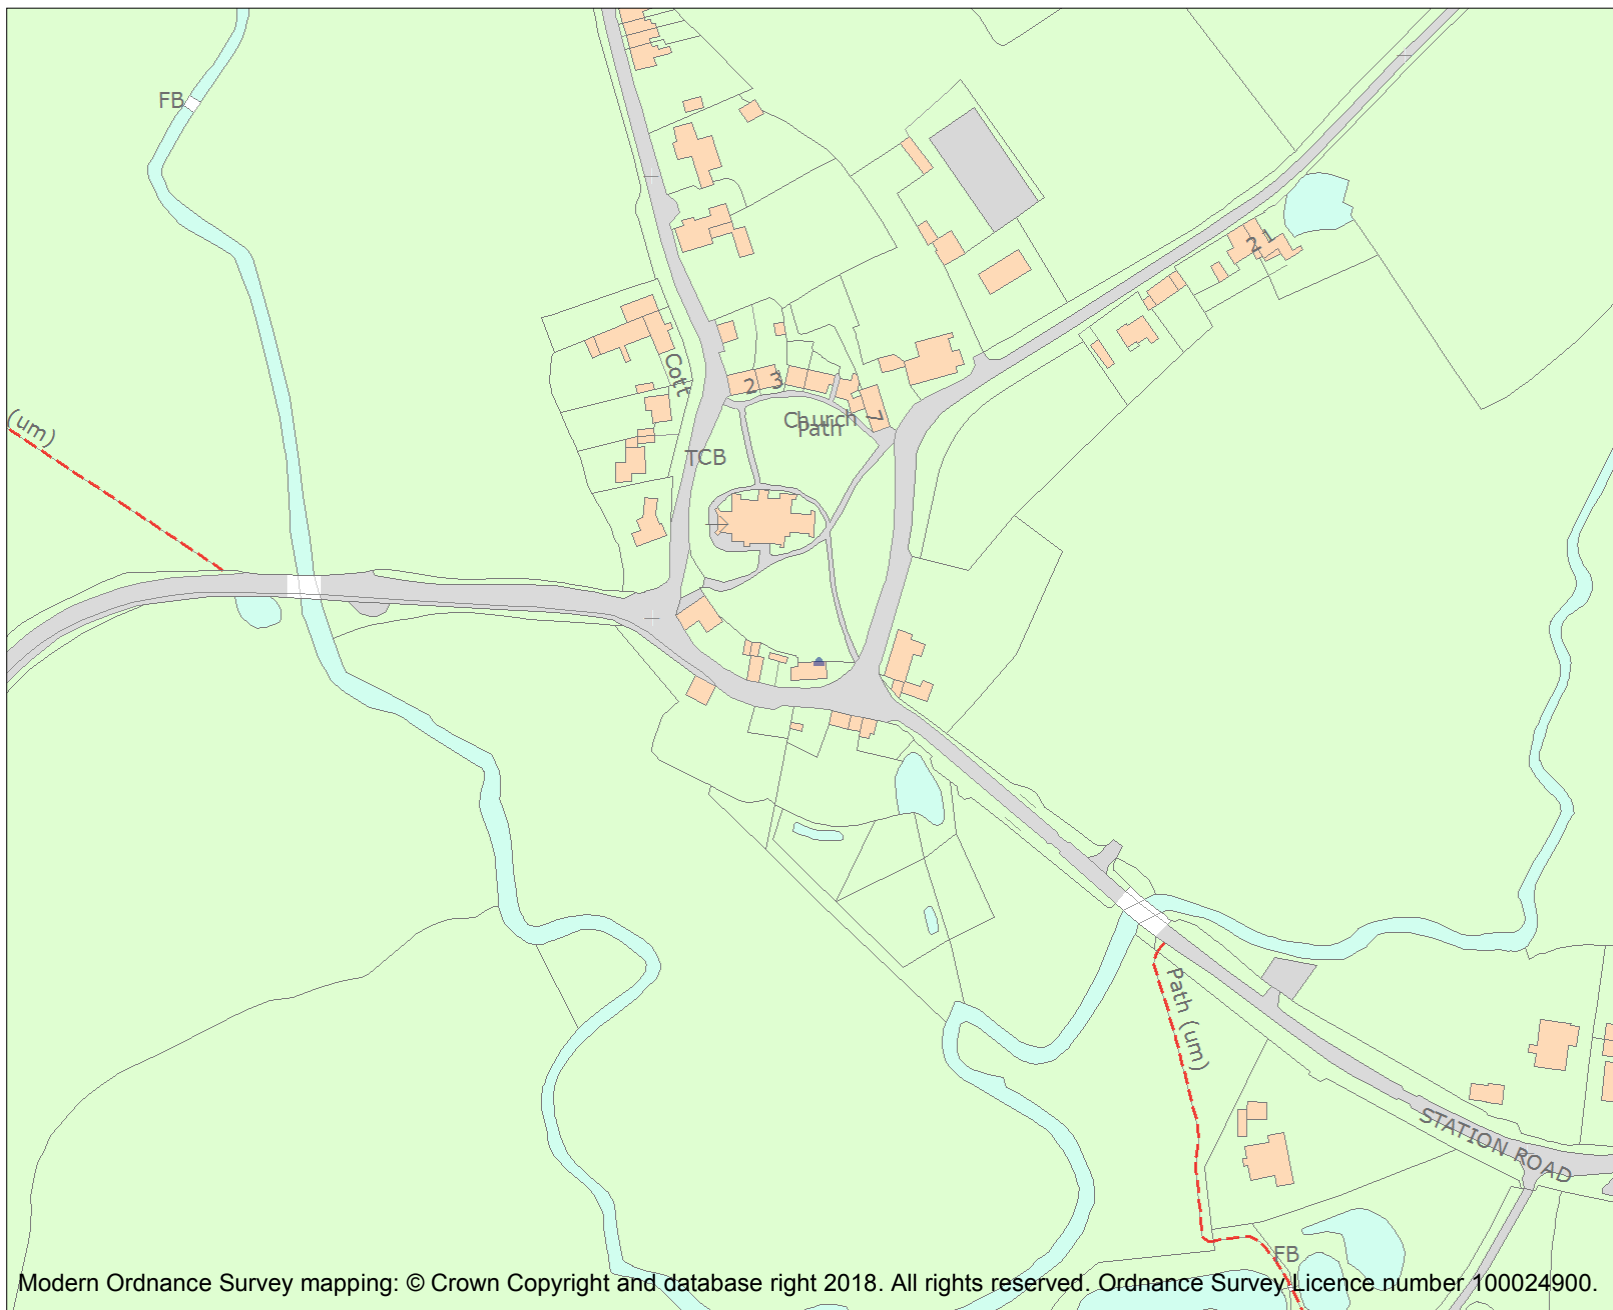 FB
Cott
2 3
7
Church
Path
TCB
2 1
(um)
Path (um)
STATION ROAD
FB
Modern Ordnance Survey mapping: © Crown Copyright and database right 2018. All rights reserved. Ordnance Survey Licence number 100024900.